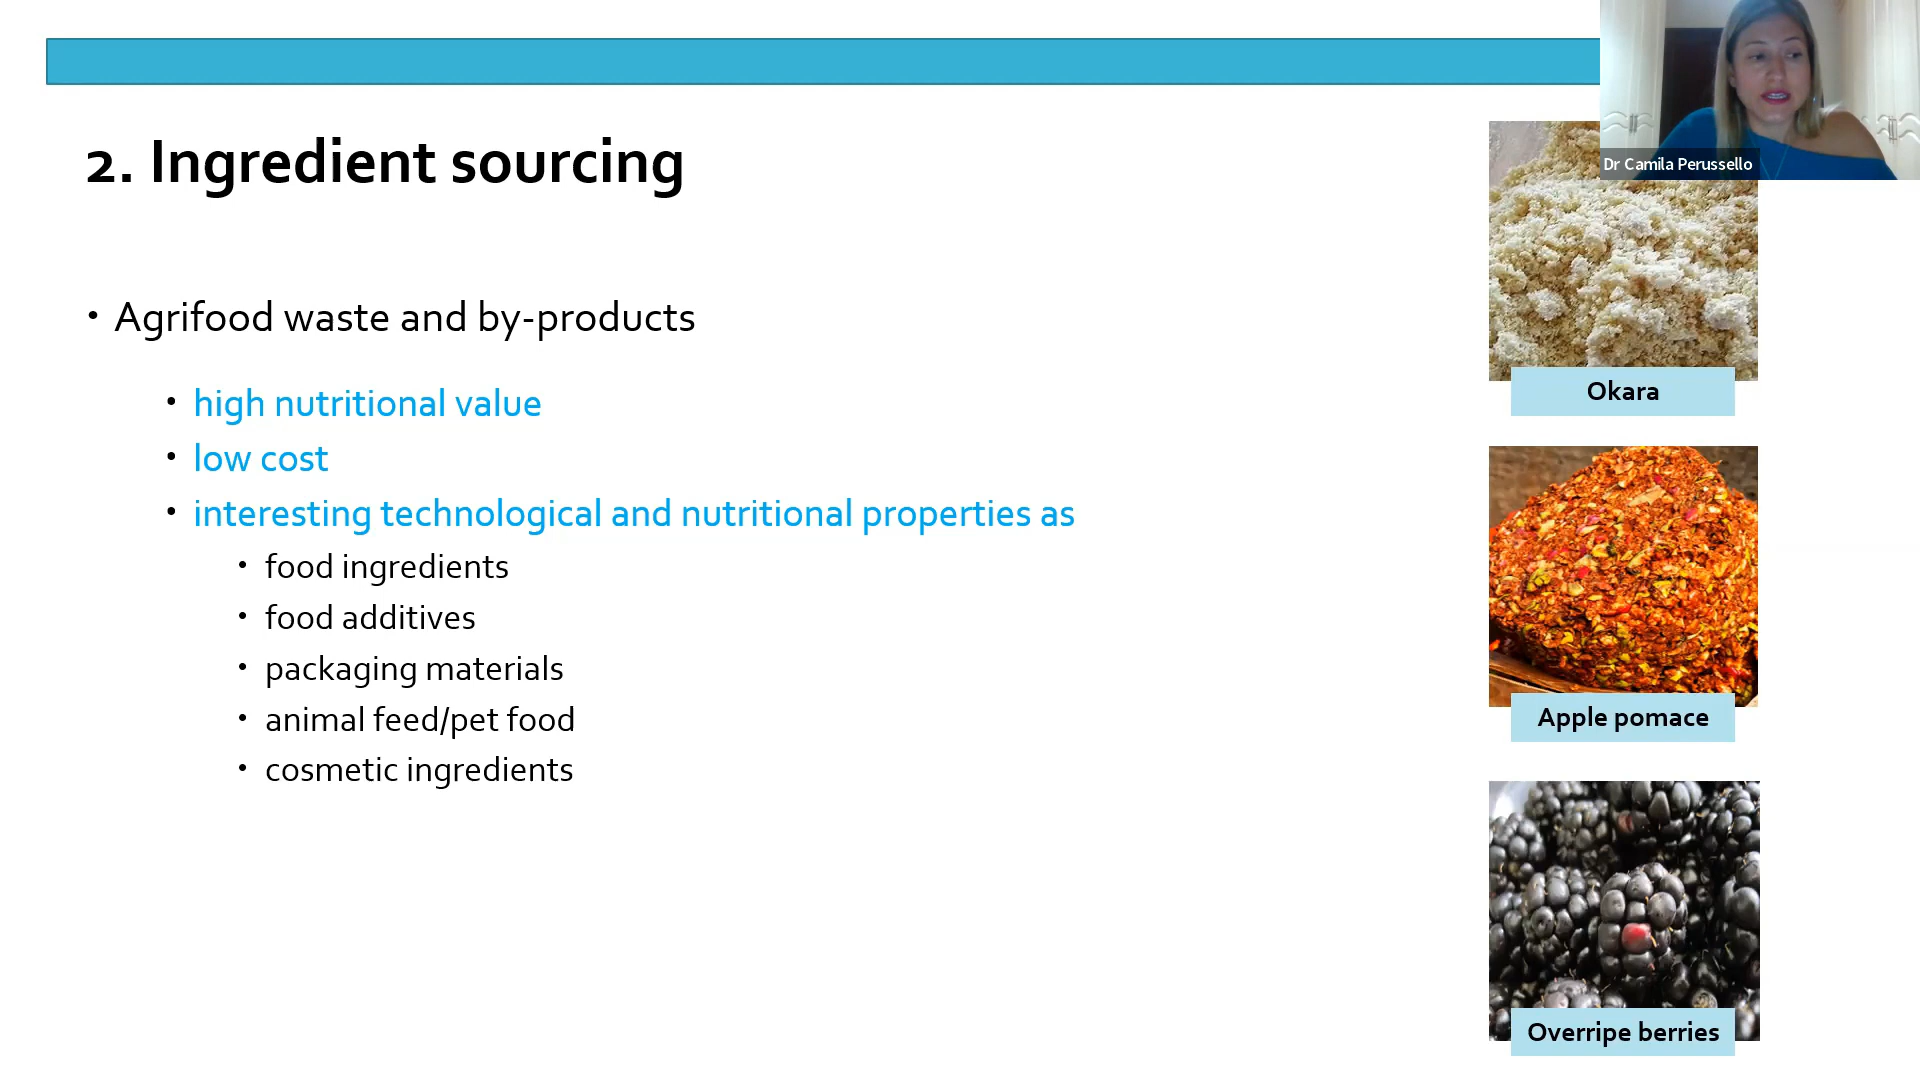 Dr Camila Perussello
2. Ingredient sourcing
• Agrifood waste and by-products
• high nutritional value
• low cost
• interesting technological and nutritional properties as
• food ingredients
• food additives
• packaging materials
• animal feed/pet food
• cosmetic ingredients
Okara
Apple pomace
Overripe berries